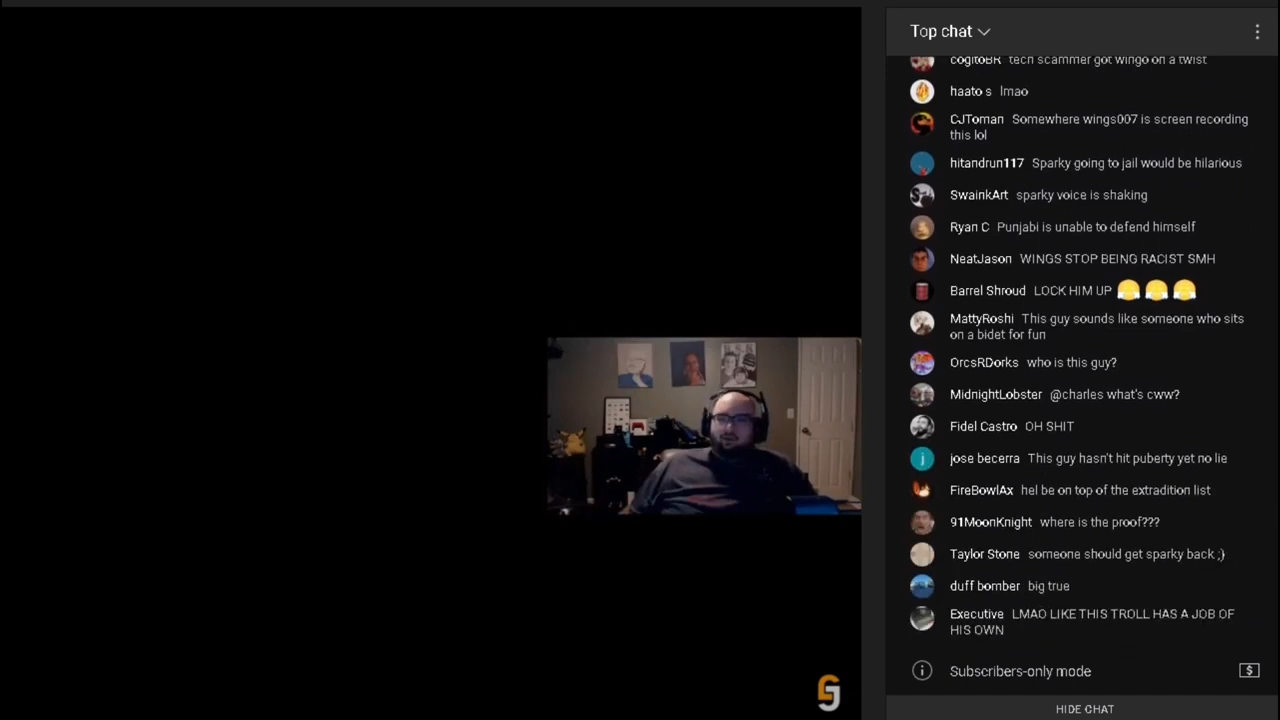 Top chat
cogitoBR tech scammer got wingo on a twist
haato s lmao
CJToman Somewhere wings007 is screen recording
this lol
hitandrun117 Sparky going to jail would be hilarious
SwainkArt sparky voice is shaking
Ryan C Punjabi is unable to defend himself
NeatJason WINGS STOP BEING RACIST SMH
Barrel Shroud LOCK HIM UP
MattyRoshi This guy sounds like someone who sits
on a bidet for fun
OrcsRDorks who is this guy?
MidnightLobster @charles what's cww?
Fidel Castro OH SHIT
j jose becerra This guy hasn't hit puberty yet no lie
FireBowlAx hel be on top of the extradition list
91MoonKnight where is the proof???
Taylor Stone someone should get sparky back ;)
duff bomber big true
Executive LMAO LIKE THIS TROLL HAS A JOB OF
HIS OWN
Subscribers-only mode
HIDE CHAT